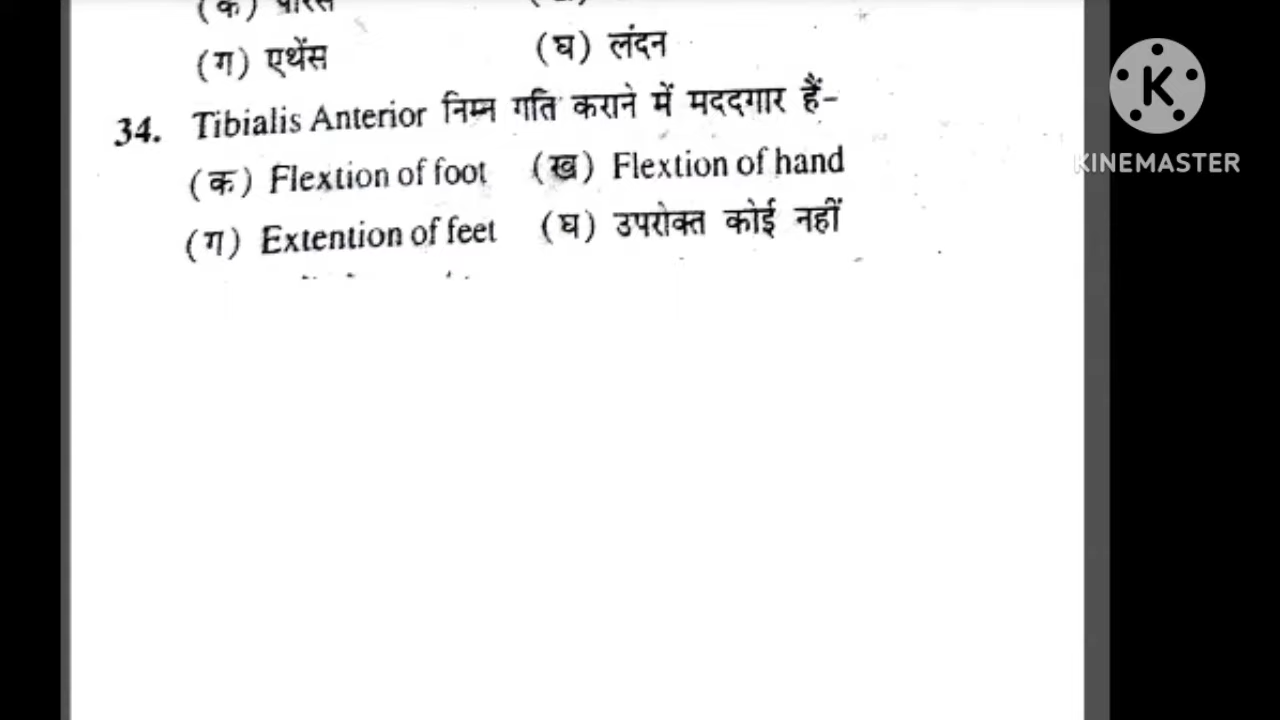 (क) पेरिस
(ग) एथेंस (घ) लंदन
34. Tibialis Anterior निम्न गति कराने में मददगार हैं-
(क) Flextion of foot (ख) Flextion of hand
(ग) Extention of feet (घ) उपरोक्त कोई नहीं
K
KINEMASTER